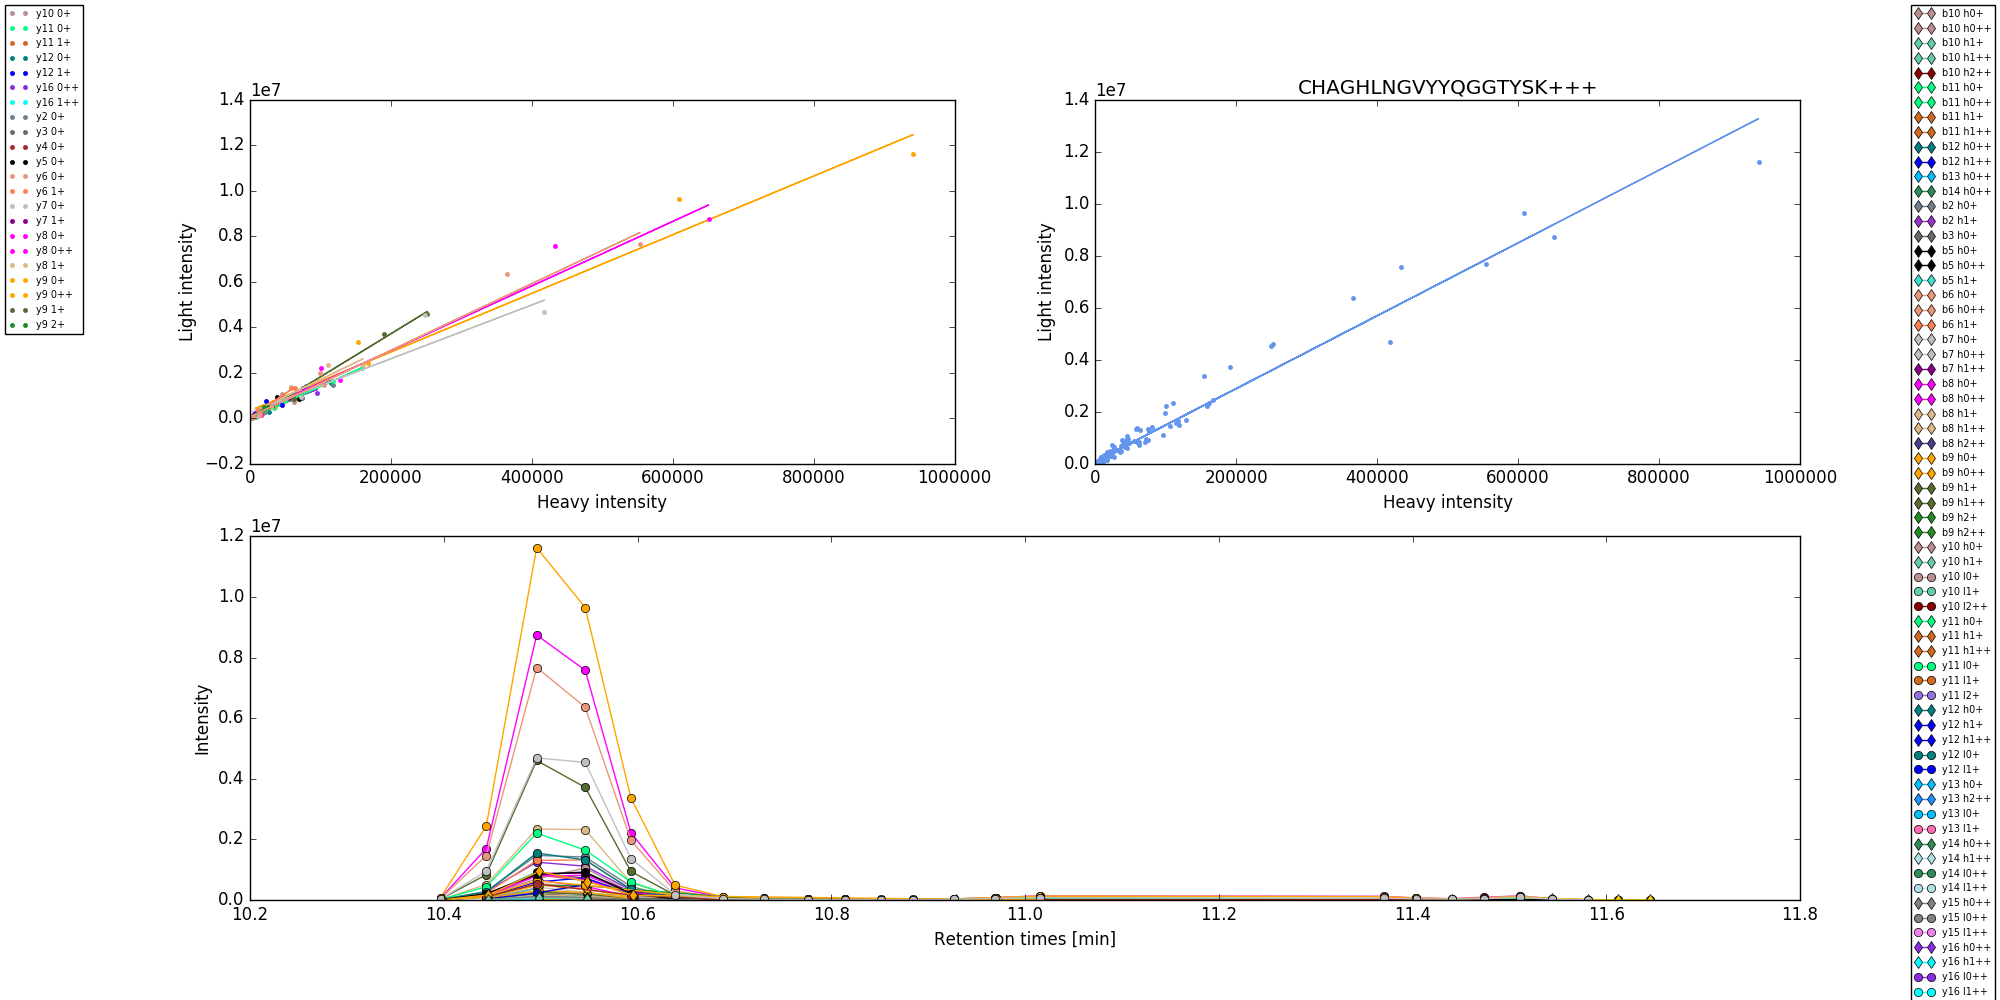 y10 0+
y11 0+
y11 1+
y12 0+
y12 1+
y16 0++
y16 1++
y2 0+
y3 0+
y4 0+
y5 0+
y6 0+
y6 1+
y7 0+
y7 1+
y8 0+
y8 0++
y8 1+
y9 0+
y9 0++
y9 1+
y9 2+
1e7
1.4
1.2
1.0
0.8
0.6
0.4
0.2
0.0
−0.2
Light intensity
0 200000 400000 600000 800000 1000000
Heavy intensity
CHAGHLNGVYYQGGTYSK+++
1e7
1.4
1.2
1.0
0.8
0.6
0.4
0.2
0.0
Light intensity
0 200000 400000 600000 800000 1000000
Heavy intensity
1e7
1.2
1.0
0.8
0.6
0.4
0.2
0.0
Intensity
10.2 10.4 10.6 10.8 11.0 11.2 11.4 11.6 11.8
Retention times [min]
b10 h0+
b10 h0++
b10 h1+
b10 h1++
b10 h2++
b11 h0+
b11 h0++
b11 h1+
b11 h1++
b12 h0++
b12 h1++
b13 h0++
b14 h0++
b2 h0+
b2 h1+
b3 h0+
b5 h0+
b5 h0++
b5 h1+
b6 h0+
b6 h0++
b6 h1+
b7 h0+
b7 h0++
b7 h1++
b8 h0+
b8 h0++
b8 h1+
b8 h1++
b8 h2++
b9 h0+
b9 h0++
b9 h1+
b9 h1++
b9 h2+
b9 h2++
y10 h0+
y10 h1+
y10 l0+
y10 l1+
y10 l2++
y11 h0+
y11 h1+
y11 h1++
y11 l0+
y11 l1+
y11 l2+
y12 h0+
y12 h1+
y12 h1++
y12 l0+
y12 l1+
y13 h0+
y13 h2++
y13 l0+
y13 l1+
y14 h0++
y14 h1++
y14 l0++
y14 l1++
y15 h0++
y15 l0++
y15 l1++
y16 h0++
y16 h1++
y16 l0++
y16 l1++